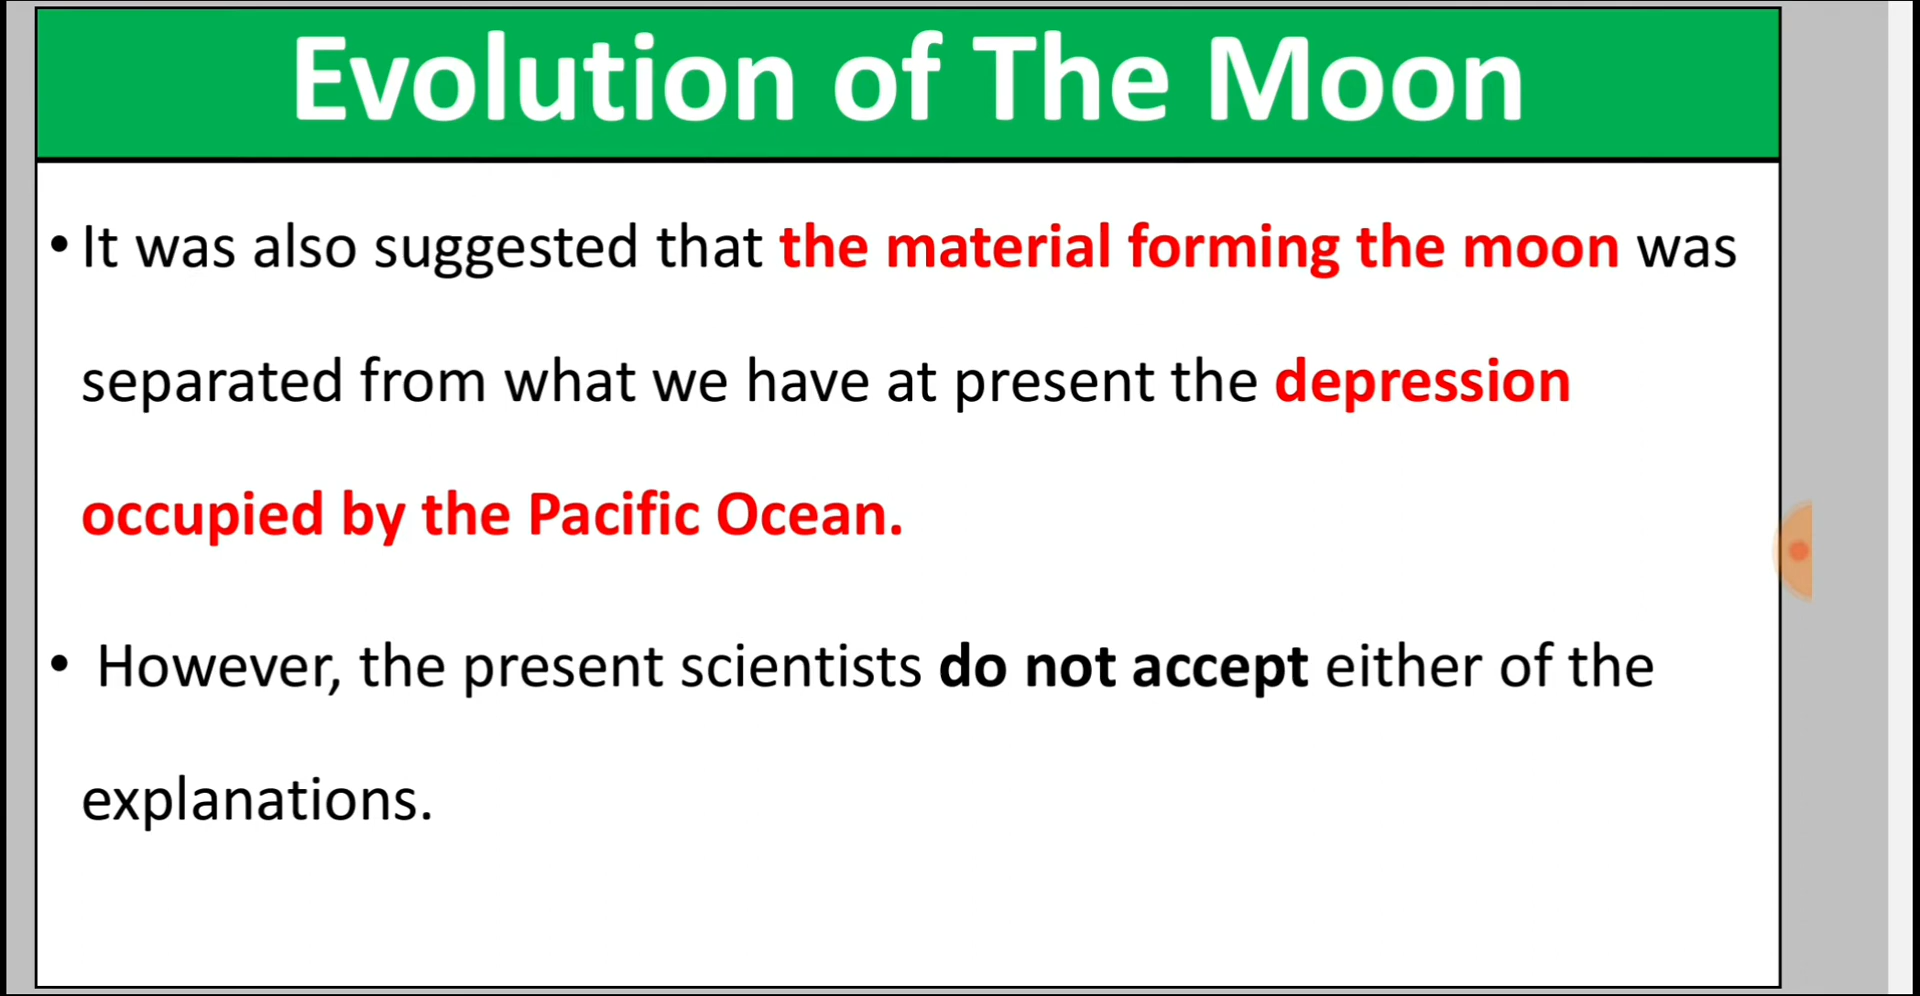 Evolution of The Moon
• It was also suggested that the material forming the moon was
separated from what we have at present the depression
occupied by the Pacific Ocean.
• However, the present scientists do not accept either of the
explanations.